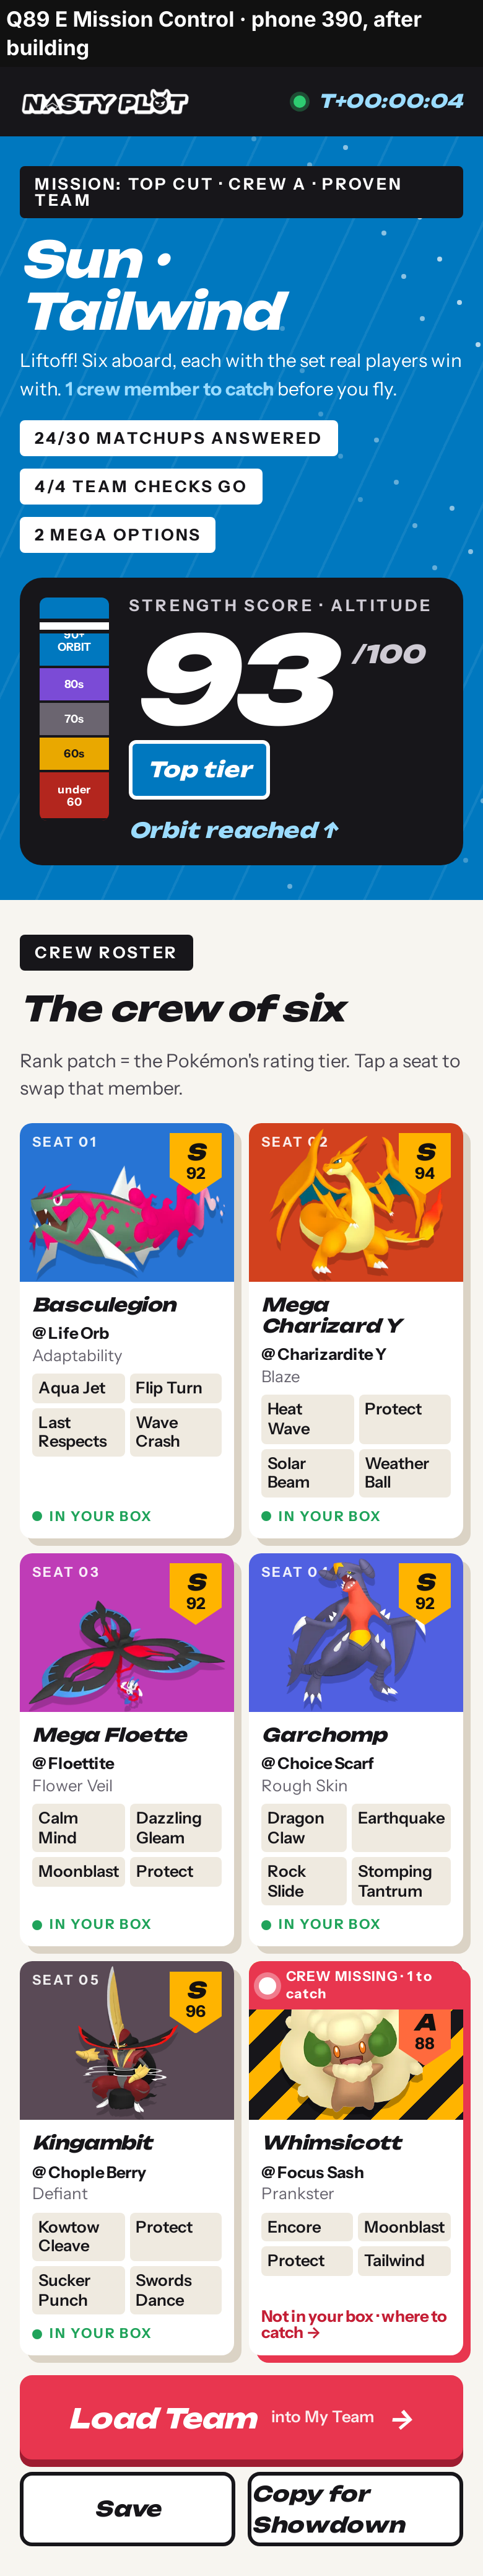 Q89 E Mission Control · phone 390, after
building
NASTY PLOT
T+00:00:04
MISSION: TOP CUT · CREW A · PROVEN
TEAM
Sun ·
Tailwind
Liftoff! Six aboard, each with the set real players win
with. 1 crew member to catch before you fly.
24/30 MATCHUPS ANSWERED
4/4 TEAM CHECKS GO
2 MEGA OPTIONS
STRENGTH SCORE · ALTITUDE
90+
ORBIT
80s
70s
60s
under
60
93 /100
Top tier
Orbit reached ↑
CREW ROSTER
The crew of six
Rank patch = the Pokémon's rating tier. Tap a seat to
swap that member.
SEAT 01
S
92
Basculegion
@ Life Orb
Adaptability
Aqua Jet
Flip Turn
Last
Respects
Wave
Crash
IN YOUR BOX
SEAT 02
S
94
Mega
Charizard Y
@ Charizardite Y
Blaze
Heat
Wave
Protect
Solar
Beam
Weather
Ball
IN YOUR BOX
SEAT 03
S
92
Mega Floette
@ Floettite
Flower Veil
Calm
Mind
Dazzling
Gleam
Moonblast
Protect
IN YOUR BOX
SEAT 04
S
92
Garchomp
@ Choice Scarf
Rough Skin
Dragon
Claw
Earthquake
Rock
Slide
Stomping
Tantrum
IN YOUR BOX
SEAT 05
S
96
Kingambit
@ Chople Berry
Defiant
Kowtow
Cleave
Protect
Sucker
Punch
Swords
Dance
IN YOUR BOX
CREW MISSING · 1 to
catch
A
88
Whimsicott
@ Focus Sash
Prankster
Encore
Moonblast
Protect
Tailwind
Not in your box · where to
catch →
Load Team into My Team →
Save
Copy for
Showdown